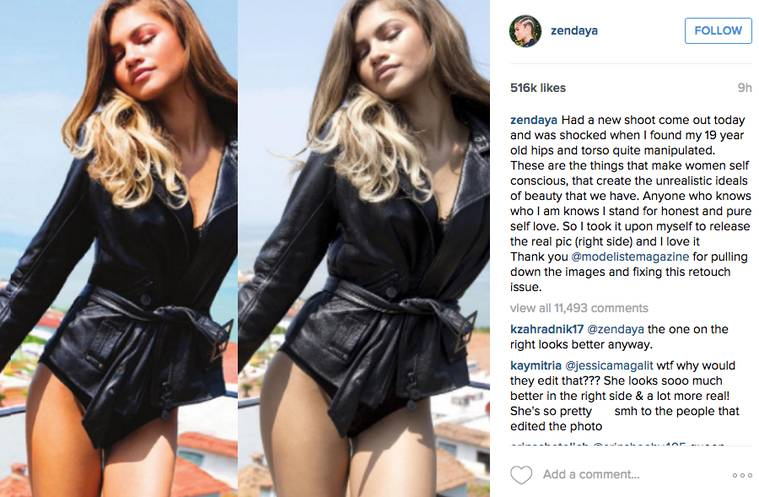 zendaya
FOLLOW
516k likes
9h
zendaya Had a new shoot come out today
and was shocked when I found my 19 year
old hips and torso quite manipulated.
These are the things that make women self
conscious, that create the unrealistic ideals
of beauty that we have. Anyone who knows
who I am knows I stand for honest and pure
self love. So I took it upon myself to release
the real pic (right side) and I love it
Thank you @modelistemagazine for pulling
down the images and fixing this retouch
issue.
view all 11,493 comments
kzahradnik17 @zendaya the one on the
right looks better anyway.
kaymitria @jessicamagalit wtf why would
they edit that??? She looks sooo much
better in the right side & a lot more real!
She's so pretty smh to the people that
edited the photo
Add a comment...